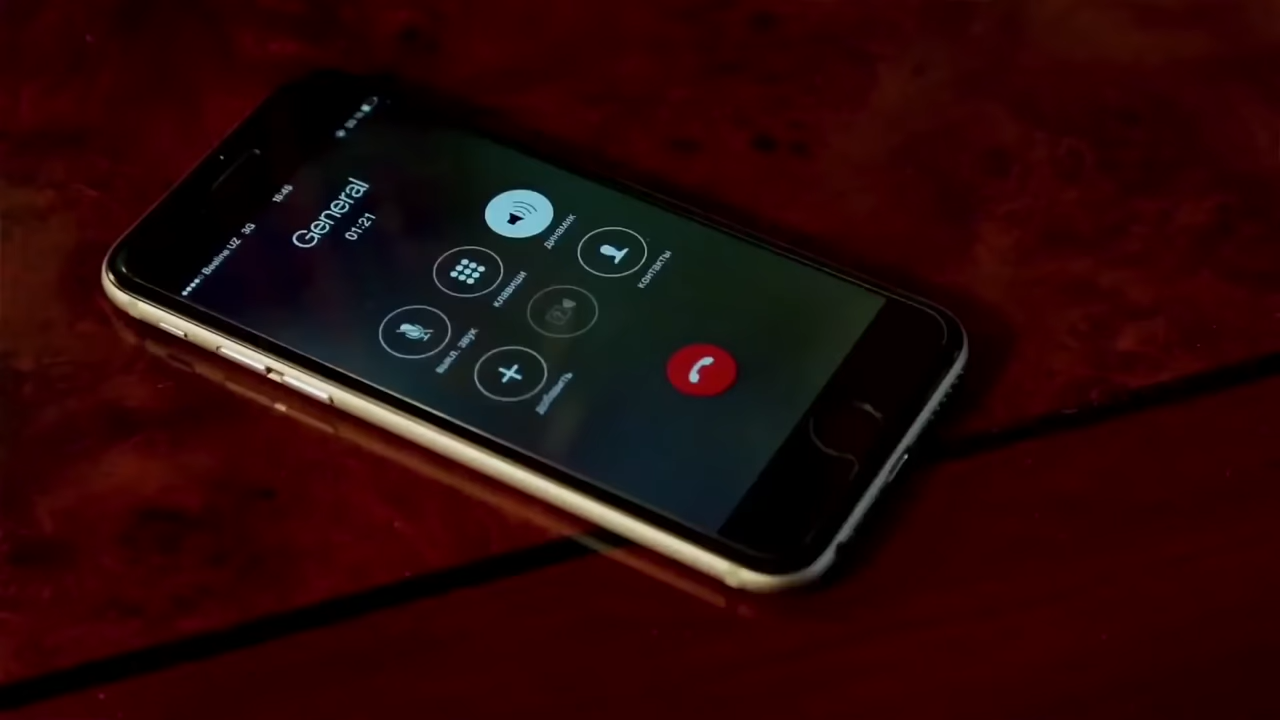 Beeline UZ 3G 18:46
General
01:21
выкл. звук клавиши динамик
добавить контакты